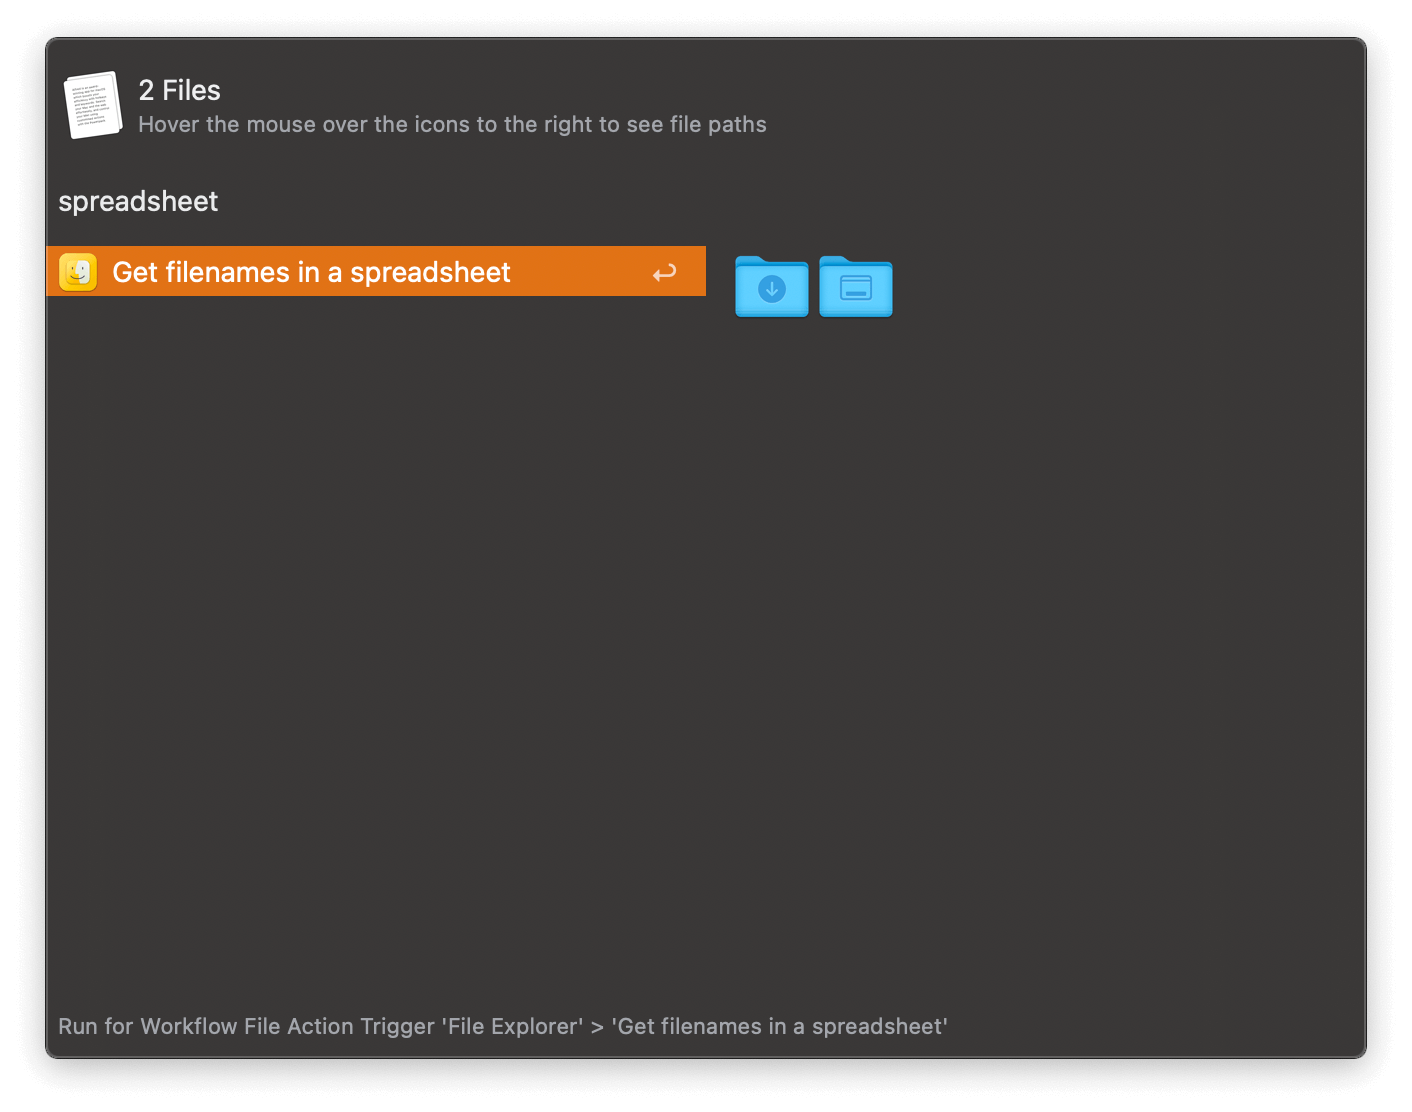 2 Files
Hover the mouse over the icons to the right to see file paths
spreadsheet
Get filenames in a spreadsheet
Run for Workflow File Action Trigger 'File Explorer' > 'Get filenames in a spreadsheet'